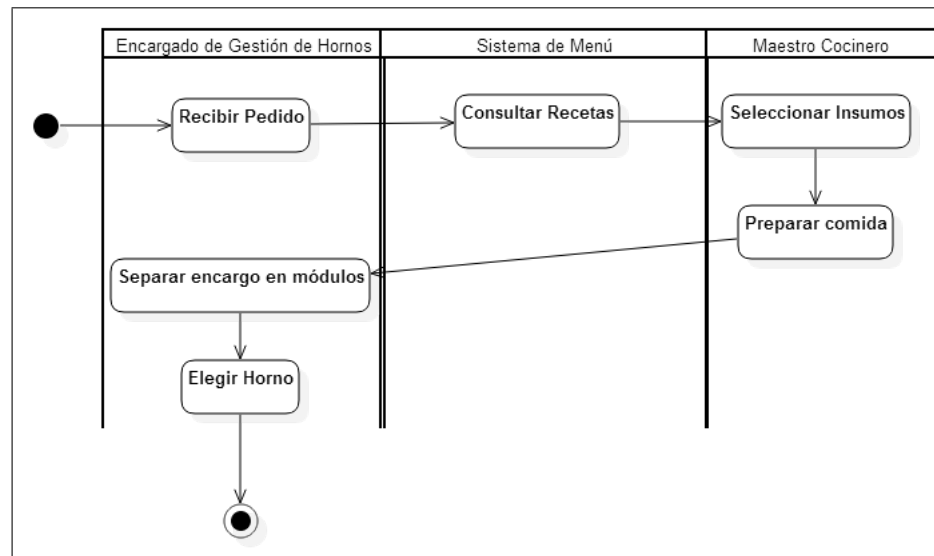 Encargado de Gestión de Hornos
Sistema de Menú
Maestro Cocinero
Recibir Pedido
Consultar Recetas
Seleccionar Insumos
Preparar comida
Separar encargo en módulos
Elegir Horno